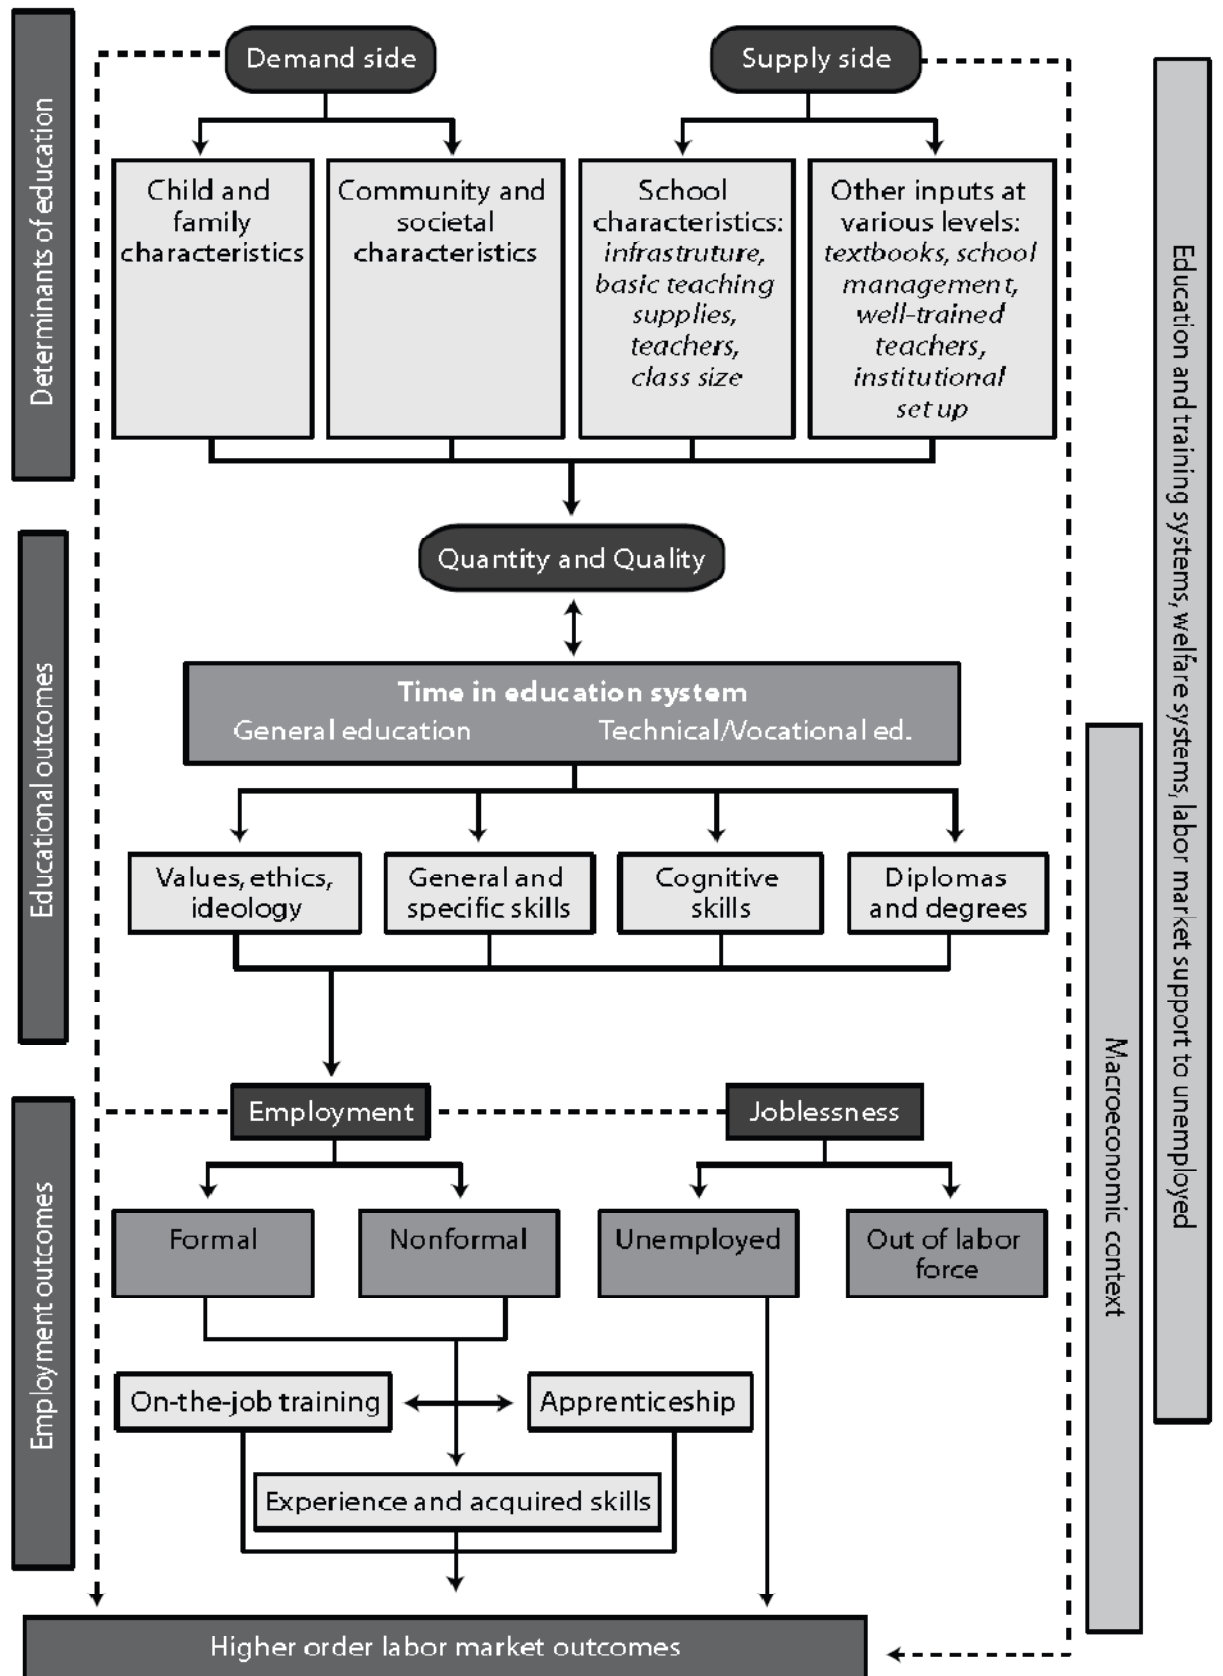 Determinants of education
Demand side
Supply side
Child and
family
characteristics
Community and
societal
characteristics
School
characteristics:
infrastruture,
basic teaching
supplies,
teachers,
class size
Other inputs at
various levels:
textbooks, school
management,
well-trained
teachers,
institutional
set up
Educational outcomes
Quantity and Quality
Time in education system
General education
Technical/Vocational ed.
Values, ethics,
ideology
General and
specific skills
Cognitive
skills
Diplomas
and degrees
Employment outcomes
Employment
Joblessness
Formal
Nonformal
Unemployed
Out of labor
force
On-the-job training
Apprenticeship
Experience and acquired skills
Higher order labor market outcomes
Macroeconomic context
Education and training systems, welfare systems, labor market support to unemployed